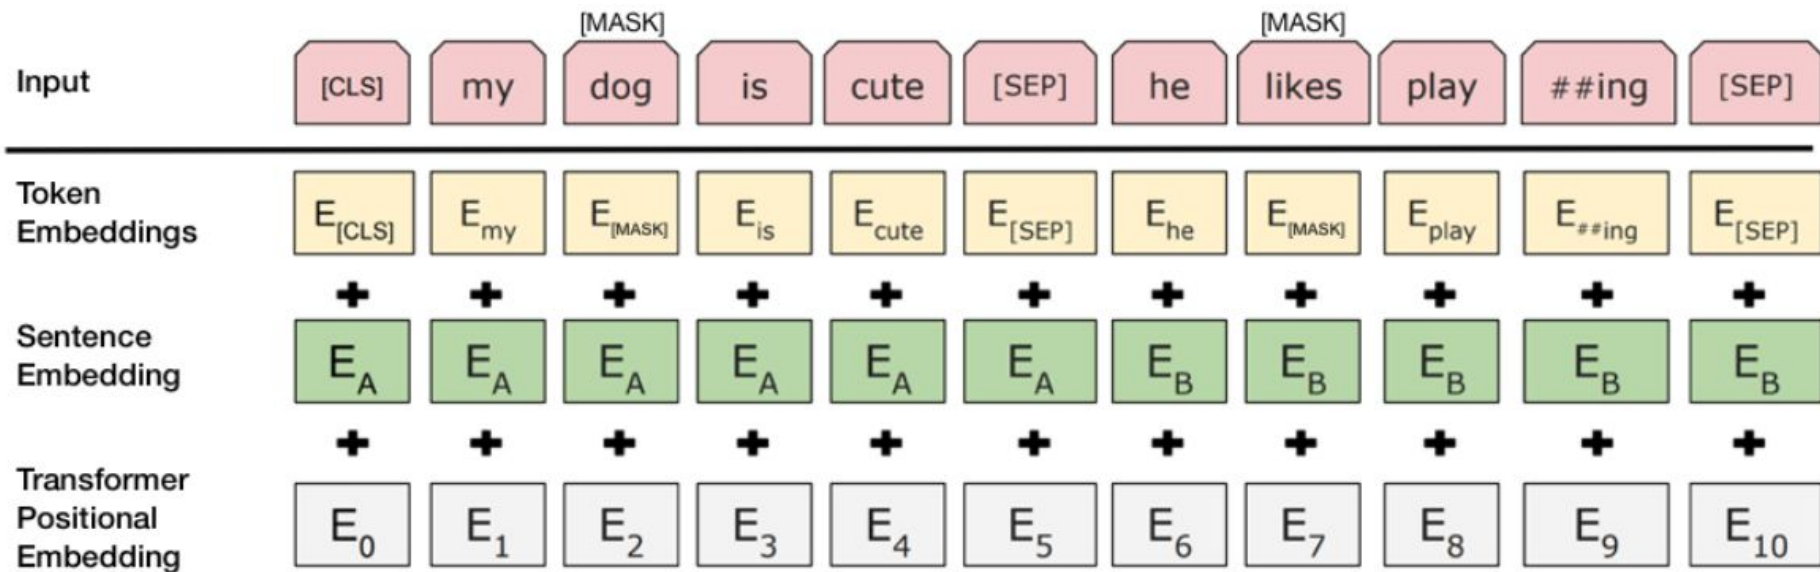 [MASK] [MASK]
Input [CLS] my dog is cute [SEP] he likes play ##ing [SEP]
Token
Embeddings
E[CLS] Emy E[MASK] Eis Ecute E[SEP] Ehe E[MASK] Eplay E##ing E[SEP]
+ + + + + + + + + + +
Sentence
Embedding
EA EA EA EA EA EA EB EB EB EB EB
+ + + + + + + + + + +
Transformer
Positional
Embedding
E0 E1 E2 E3 E4 E5 E6 E7 E8 E9 E10